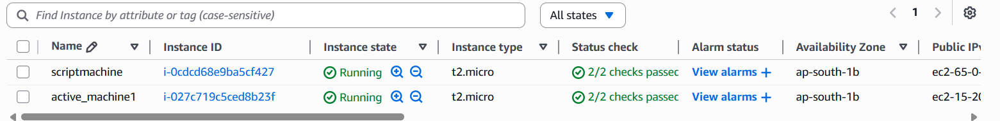 Find Instance by attribute or tag (case-sensitive) All states 1
Name Instance ID Instance state Instance type Status check Alarm status Availability Zone Public IPv
scriptmachine i-0cdcd68e9ba5cf427 Running t2.micro 2/2 checks passed View alarms + ap-south-1b ec2-65-0-
active_machine1 i-027c719c5ced8b23f Running t2.micro 2/2 checks passed View alarms + ap-south-1b ec2-15-20